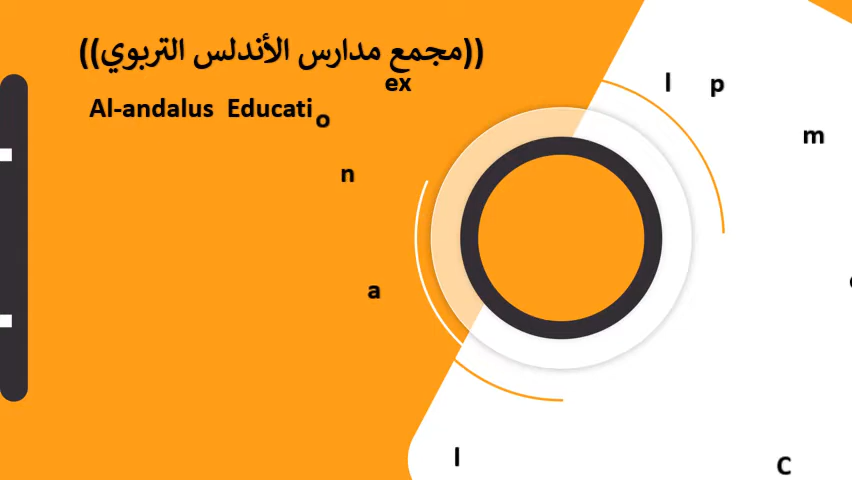 ((مجمع مدارس الأندلس التربوي))
Al-andalus Educati o n a l C m p l ex